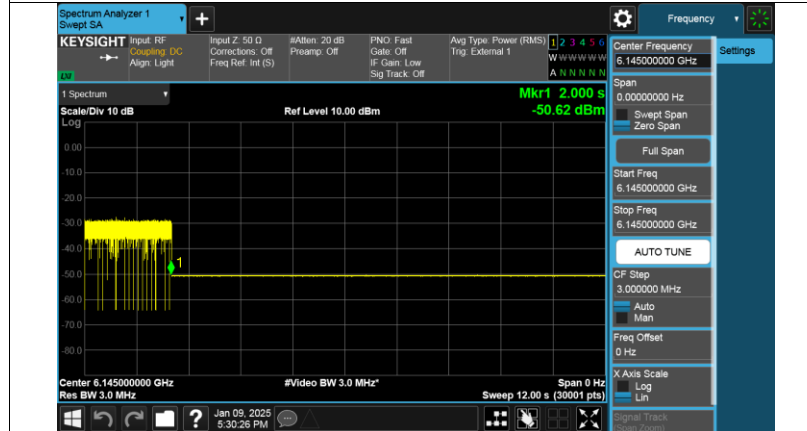 Spectrum Analyzer 1
Swept SA
Frequency
KEYSIGHT
Input: RF
Coupling: DC
Align: Light
Input Z: 50 Ω
Corrections: Off
Freq Ref: Int (S)
#Atten: 20 dB
Preamp: Off
PNO: Fast
Gate: Off
IF Gain: Low
Sig Track: Off
Avg Type: Power (RMS)
Trig: External 1
1 2 3 4 5 6
W W W W W W
A N N N N N
LU
1 Spectrum
Scale/Div 10 dB
Ref Level 10.00 dBm
Mkr1 2.000 s
-50.62 dBm
Log
0.00
-10.0
-20.0
-30.0
-40.0
-50.0
-60.0
-70.0
-80.0
1
Center 6.145000000 GHz
Res BW 3.0 MHz
#Video BW 3.0 MHz*
Span 0 Hz
Sweep 12.00 s (30001 pts)
Jan 09, 2025
5:30:26 PM
Center Frequency
6.145000000 GHz
Span
0.00000000 Hz
Swept Span
Zero Span
Full Span
Start Freq
6.145000000 GHz
Stop Freq
6.145000000 GHz
AUTO TUNE
CF Step
3.000000 MHz
Auto
Man
Freq Offset
0 Hz
X Axis Scale
Log
Lin
Signal Track
(Span Zoom)
Settings